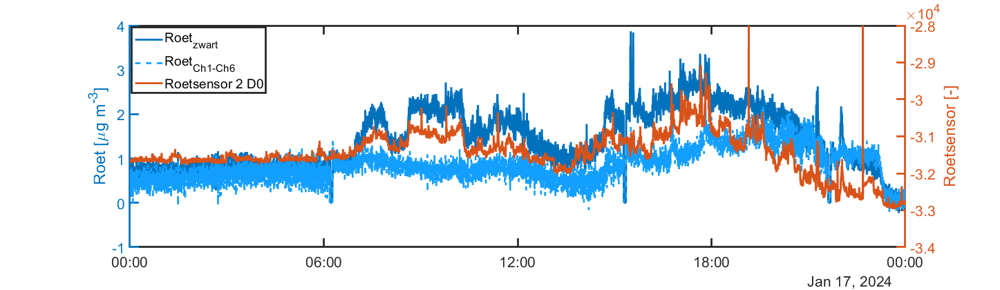 ×10⁴
Roet_zwart
Roet_Ch1-Ch6
Roetsensor 2 D0
4
3
2
1
0
-1
Roet [μg m⁻³]
-2.8
-2.9
-3
-3.1
-3.2
-3.3
-3.4
Roetsensor [-]
00:00 06:00 12:00 18:00 00:00
Jan 17, 2024